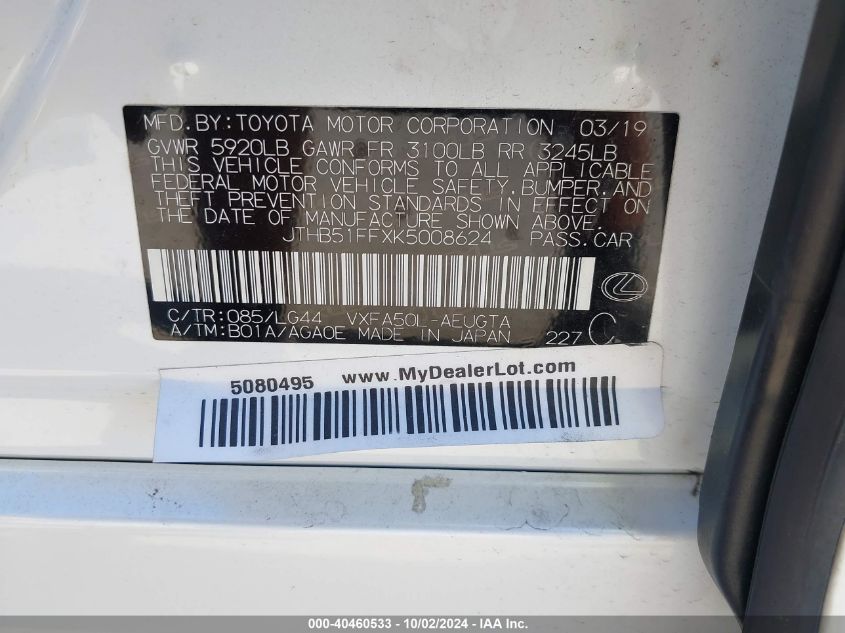 MFD.BY:TOYOTA MOTOR CORPORATION 03/19
GVWR 5920LB GAWR FR 3100LB RR 3245LB
THIS VEHICLE CONFORMS TO ALL APPLICABLE
FEDERAL MOTOR VEHICLE SAFETY,BUMPER,AND
THEFT PREVENTION STANDARDS IN EFFECT ON
THE DATE OF MANUFACTURE SHOWN ABOVE.
JTHB51FFXK5008624 PASS.CAR
C/TR:085/LG44 VXFA50L-AEUGTA
A/TM:B01A/AGA0E MADE IN JAPAN 227 C
5080495 www.MyDealerLot.com
000-40460533 - 10/02/2024 - IAA Inc.